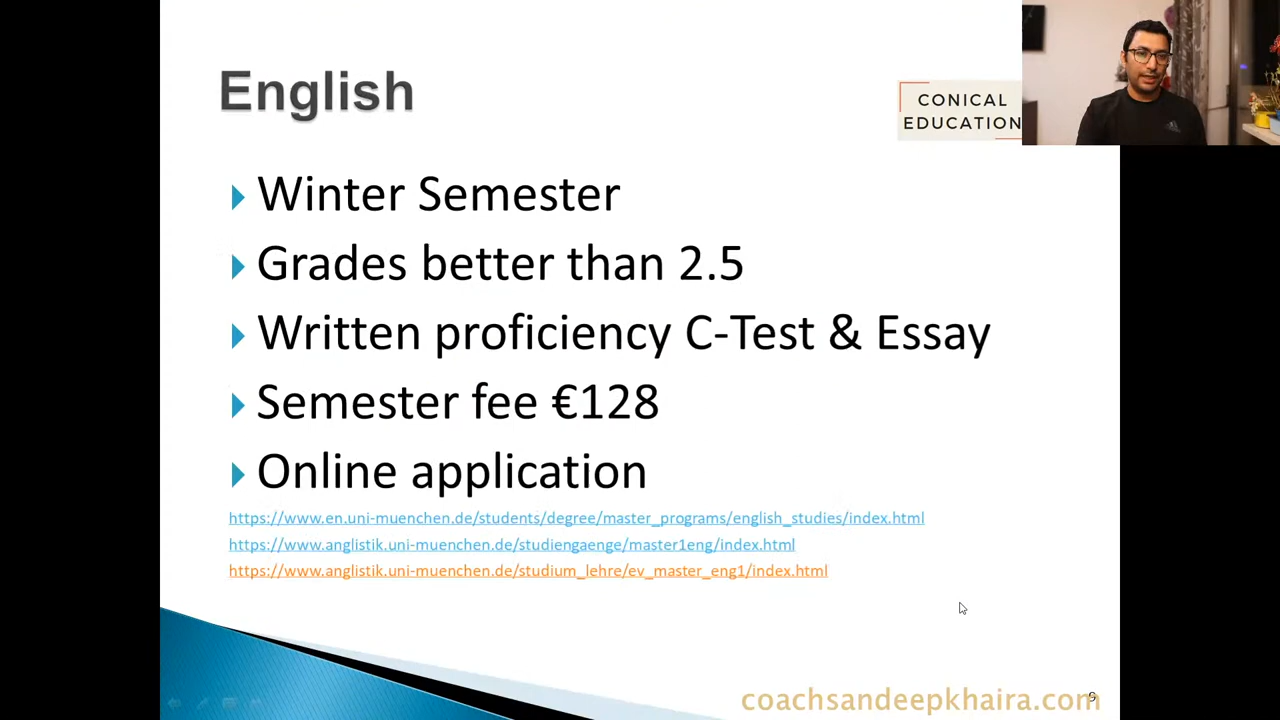 English
CONICAL
EDUCATION
Winter Semester
Grades better than 2.5
Written proficiency C-Test & Essay
Semester fee €128
Online application
https://www.en.uni-muenchen.de/students/degree/master_programs/english_studies/index.html
https://www.anglistik.uni-muenchen.de/studiengaenge/master1eng/index.html
https://www.anglistik.uni-muenchen.de/studium_lehre/ev_master_eng1/index.html
coachsandeepkhaira.com
9